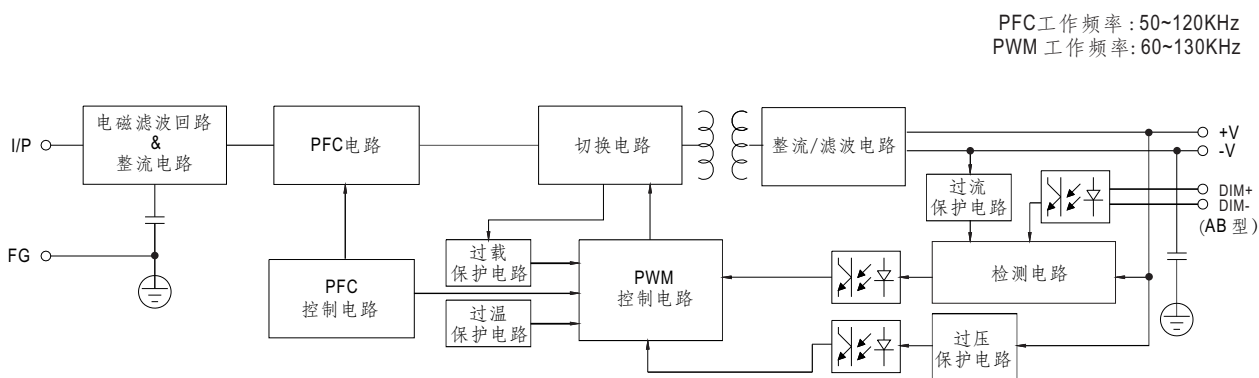 PFC工作频率:50~120KHz
PWM 工作频率:60~130KHz
I/P
电磁滤波回路
&
整流电路
PFC电路
切换电路
整流/滤波电路
+V
-V
DIM+
DIM-
(AB 型)
过流
保护电路
FG
过载
保护电路
PFC
控制电路
PWM
控制电路
检测电路
过温
保护电路
过压
保护电路